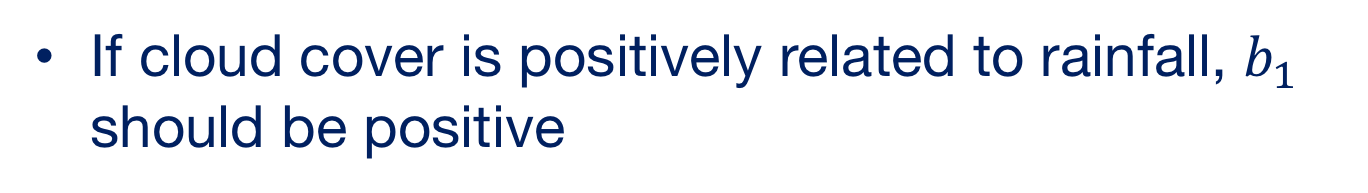 • If cloud cover is positively related to rainfall, b₁
should be positive